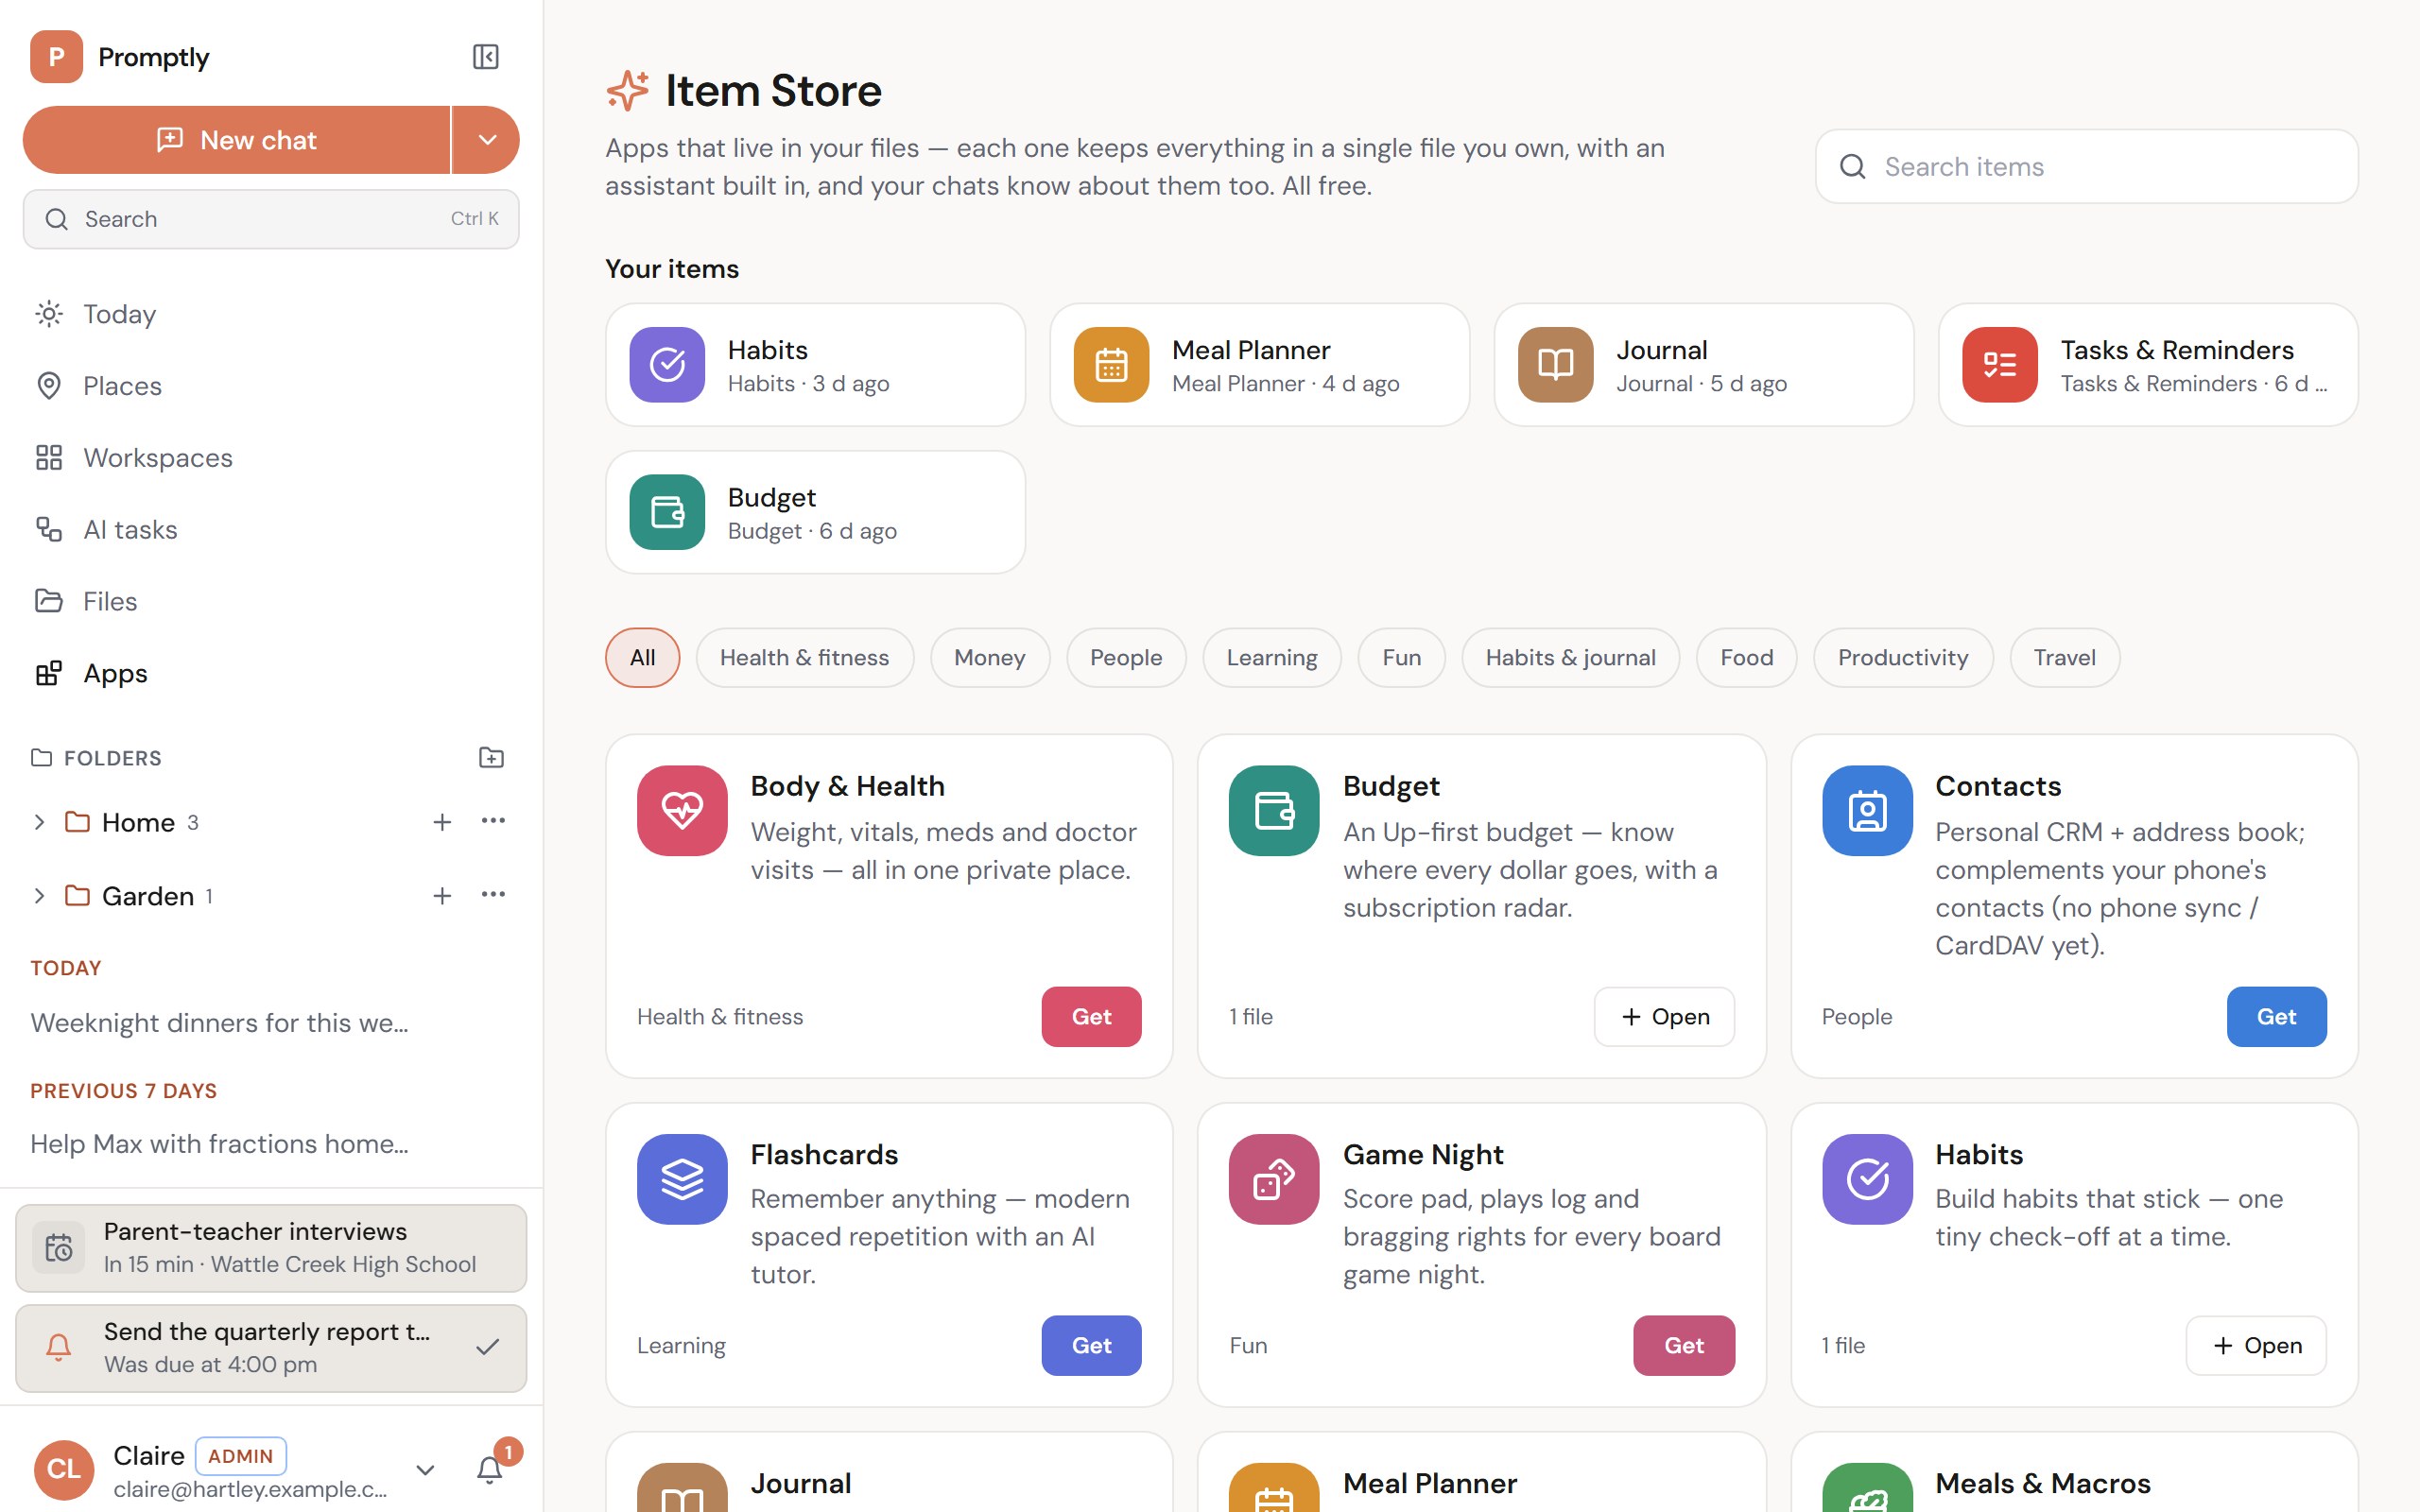 P Promptly
New chat
Search Ctrl K
Today
Places
Workspaces
AI tasks
Files
Apps
FOLDERS
Home 3
Garden 1
TODAY
Weeknight dinners for this we...
PREVIOUS 7 DAYS
Help Max with fractions home...
Parent-teacher interviews
In 15 min · Wattle Creek High School
Send the quarterly report t...
Was due at 4:00 pm
CL Claire ADMIN
claire@hartley.example.c...
1
Item Store
Apps that live in your files — each one keeps everything in a single file you own, with an
assistant built in, and your chats know about them too. All free.
Search items
Your items
Habits
Habits · 3 d ago
Meal Planner
Meal Planner · 4 d ago
Journal
Journal · 5 d ago
Tasks & Reminders
Tasks & Reminders · 6 d ...
Budget
Budget · 6 d ago
All Health & fitness Money People Learning Fun Habits & journal Food Productivity Travel
Body & Health
Weight, vitals, meds and doctor
visits — all in one private place.
Health & fitness Get
Budget
An Up-first budget — know
where every dollar goes, with a
subscription radar.
1 file Open
Contacts
Personal CRM + address book;
complements your phone's
contacts (no phone sync /
CardDAV yet).
People Get
Flashcards
Remember anything — modern
spaced repetition with an AI
tutor.
Learning Get
Game Night
Score pad, plays log and
bragging rights for every board
game night.
Fun Get
Habits
Build habits that stick — one
tiny check-off at a time.
1 file Open
Journal
Meal Planner
Meals & Macros